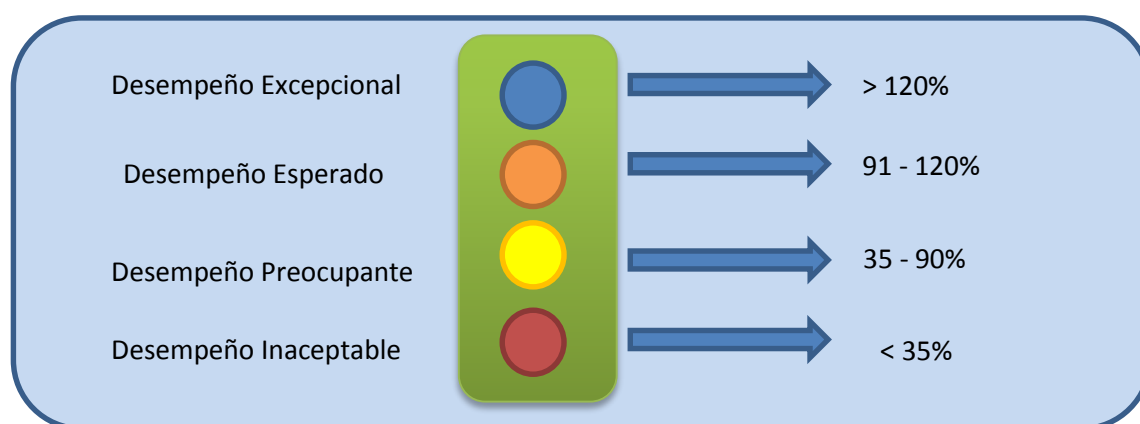 Desempeño Excepcional > 120%
Desempeño Esperado 91 - 120%
Desempeño Preocupante 35 - 90%
Desempeño Inaceptable < 35%